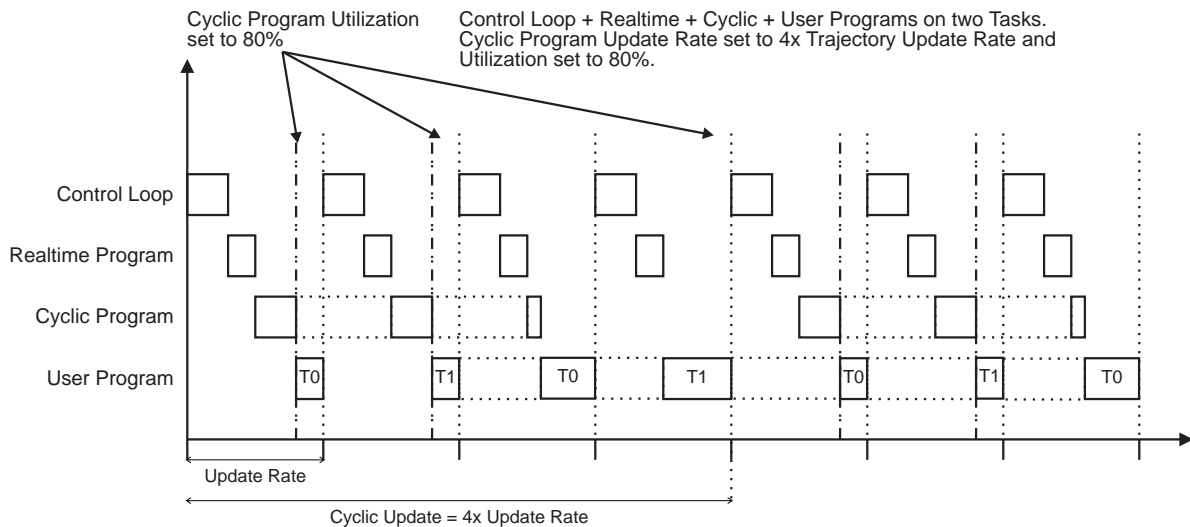 Cyclic Program Utilization
set to 80%
Control Loop + Realtime + Cyclic + User Programs on two Tasks.
Cyclic Program Update Rate set to 4x Trajectory Update Rate and
Utilization set to 80%.
Control Loop
Realtime Program
Cyclic Program
User Program
T0
T1
T0
T1
T0
T1
T0
Update Rate
Cyclic Update = 4x Update Rate